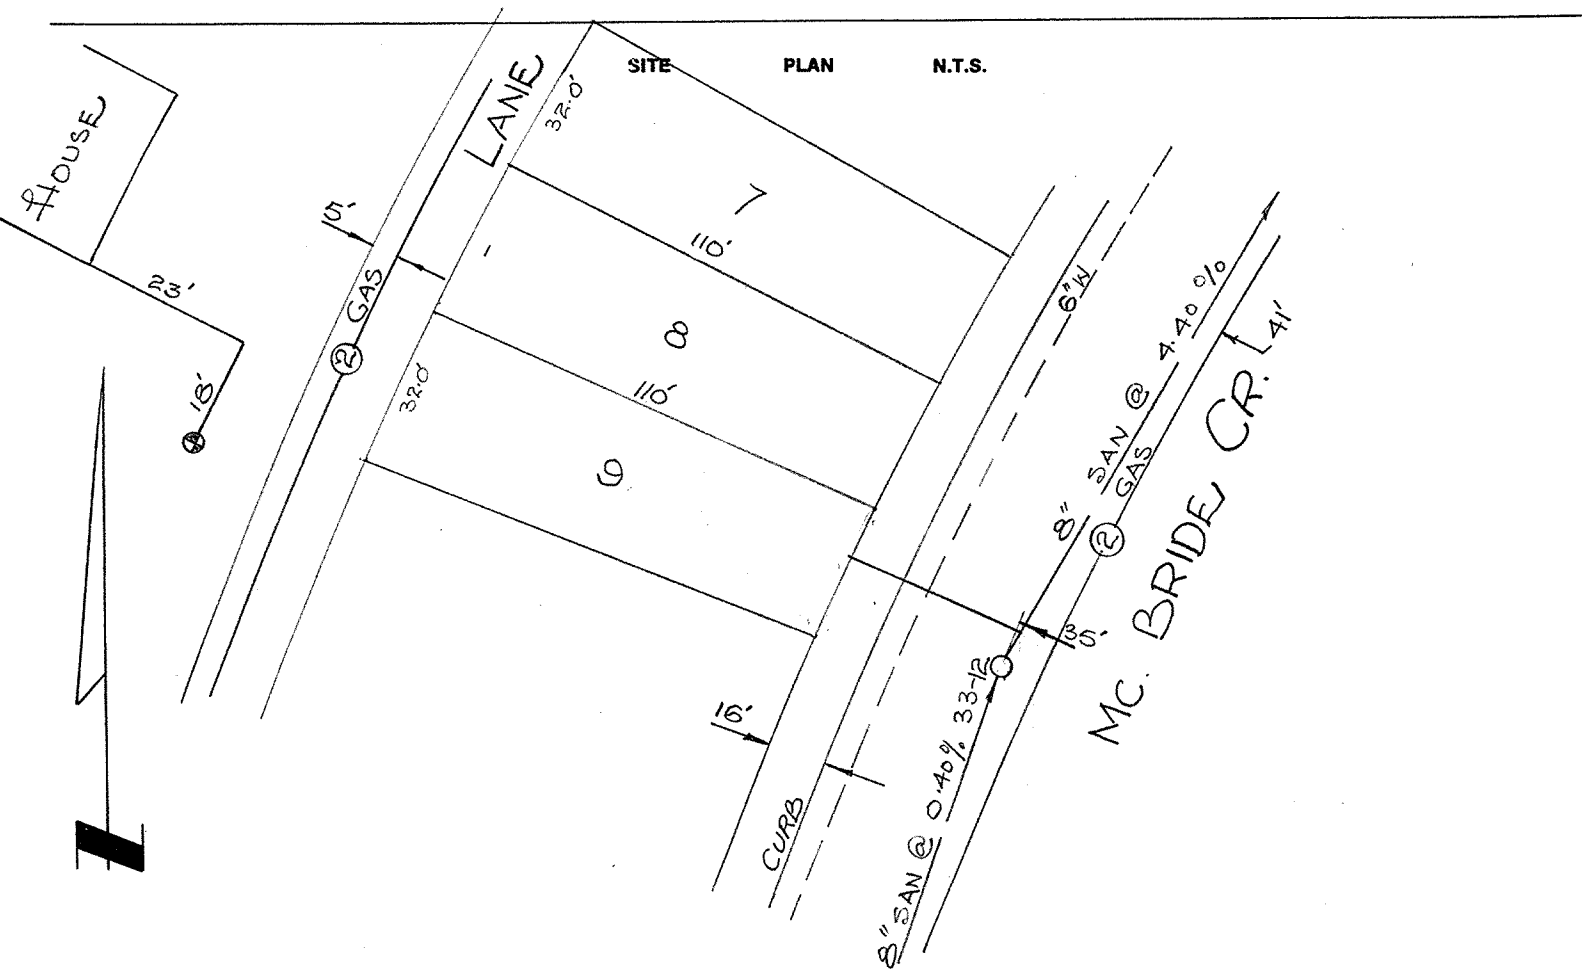 SITE PLAN N.T.S.
HOUSE
LANE
32.0'
7
5'
110'
23'
GAS
6" W
4.40 %
8
2
41'
18'
32.0'
110'
SAN @
CR.
9
GAS
8"
2
BRIDE
35'
33-12
MC.
16'
0.40%
CURB
8" SAN @